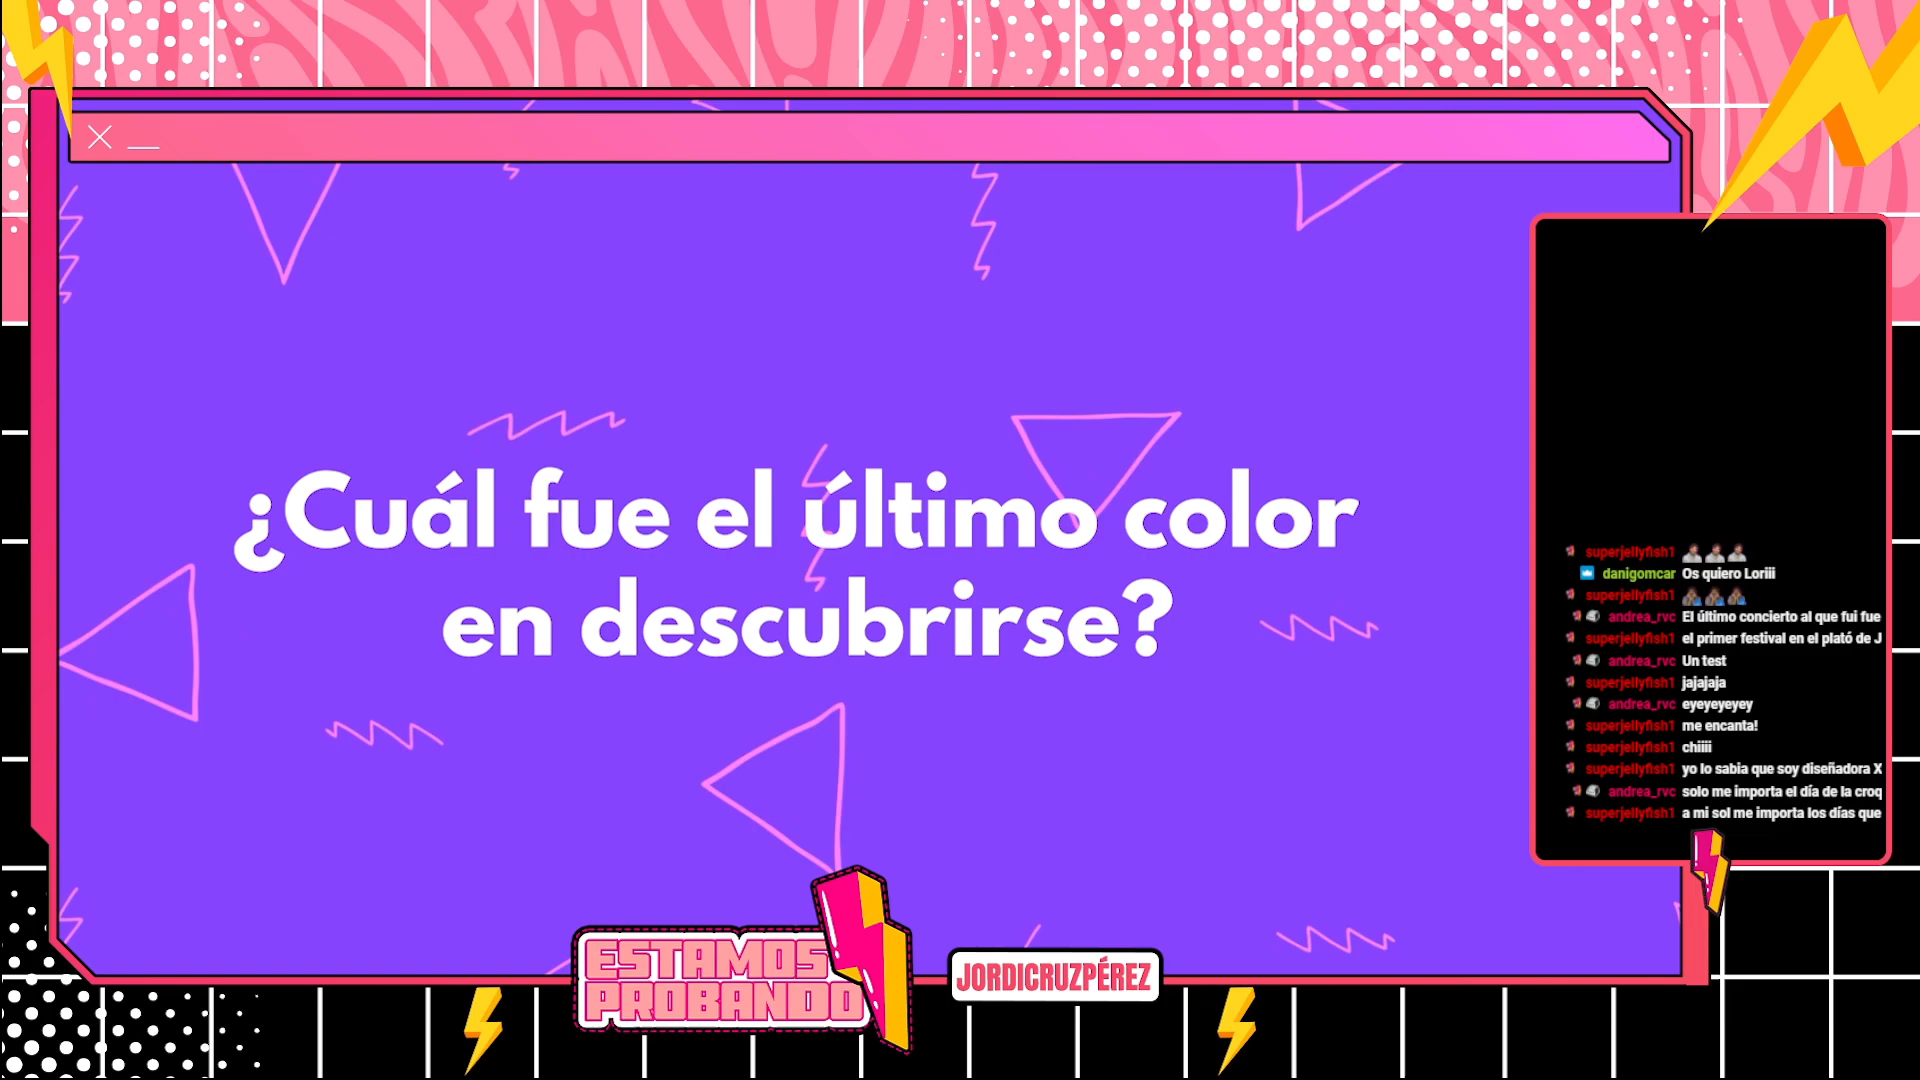 ¿Cuál fue el último color
en descubrirse?
superjellyfish1
danigomcar Os quiero Loriii
superjellyfish1
andrea_rvc El último concierto al que fui fue
superjellyfish1 el primer festival en el plató de J
andrea_rvc Un test
superjellyfish1 jajajaja
andrea_rvc eyeyeyeyey
superjellyfish1 me encanta!
superjellyfish1 chiiii
superjellyfish1 yo lo sabia que soy diseñadora X
andrea_rvc solo me importa el día de la croq
superjellyfish1 a mi sol me importa los días que
ESTAMOS
PROBANDO
JORDICRUZPÉREZ